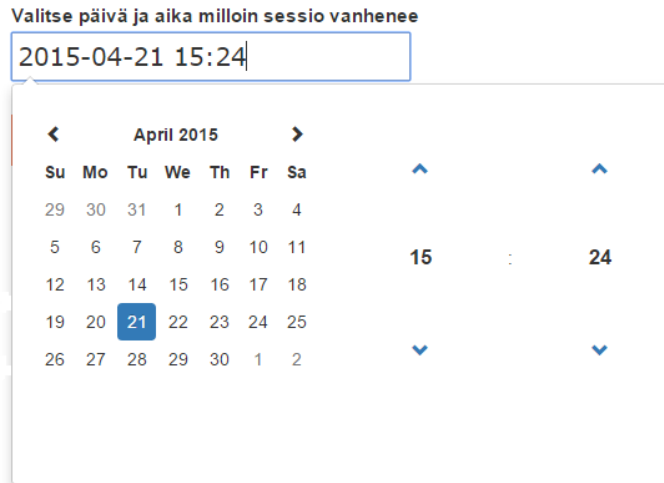 Valitse päivä ja aika milloin sessio vanhenee
2015-04-21 15:24
April 2015
Su Mo Tu We Th Fr Sa
29 30 31 1 2 3 4
5 6 7 8 9 10 11
12 13 14 15 16 17 18
19 20 21 22 23 24 25
26 27 28 29 30 1 2
15 : 24